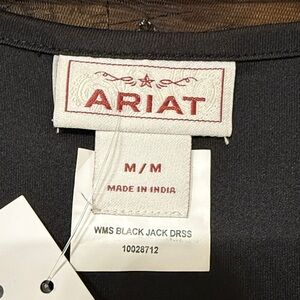 ARIAT
M/M
MADE IN INDIA
WMS BLACK JACK DRSS
10028712